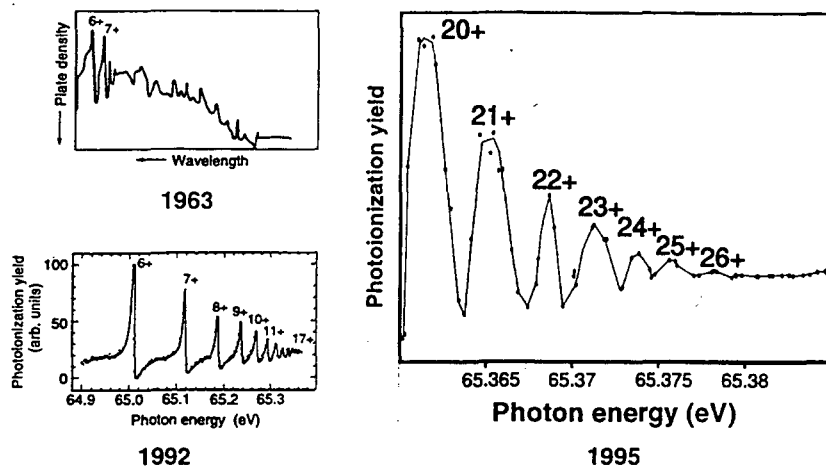 6+
7+
Plate density
Wavelength
1963
100
50
0
Photoionization yield
(arb. units)
6+
7+
8+
9+
10+
11+
17+
64.9 65.0 65.1 65.2 65.3
Photon energy (eV)
1992
Photoionization yield
20+
21+
22+
23+
24+
25+
26+
65.365 65.37 65.375 65.38
Photon energy (eV)
1995